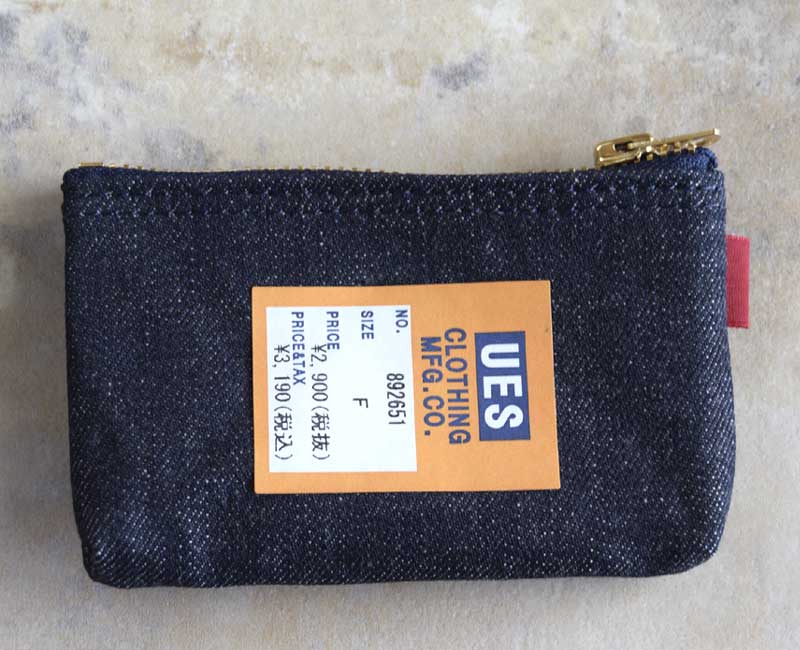 UES
CLOTHING
MFG.CO.
NO. 892651
SIZE F
PRICE
¥2,900(税抜)
PRICE&TAX
¥3,190(税込)